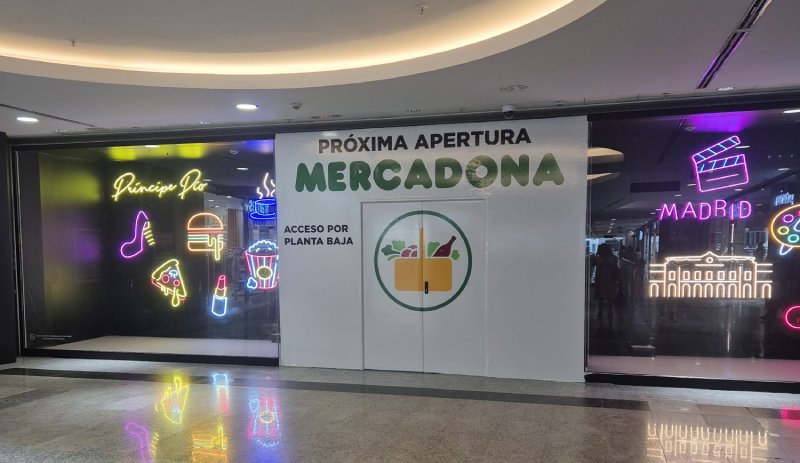 PRÓXIMA APERTURA
MERCADONA
ACCESO POR
PLANTA BAJA
Príncipe Pío
MADRID